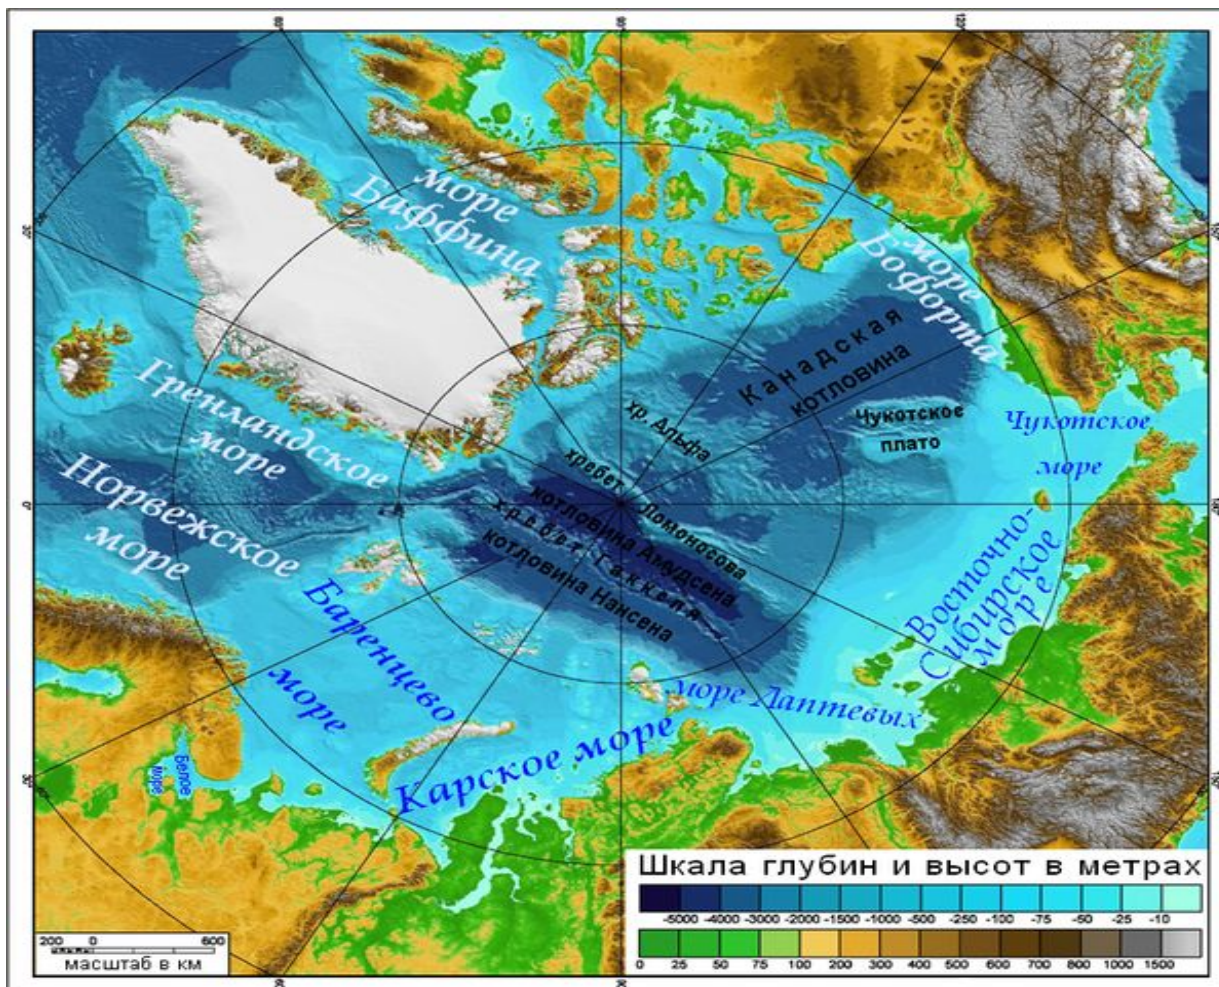 море
Баффина
море
Бофорта
Канадская
котловина
Гренландское
море
хр. Альфа
Чукотское
плато
Чукотское
море
Норвежское
море
хребет Ломоносова
котловина Амундсена
хребет Гаккеля
котловина Нансена
Восточно-
Сибирское
море
Баренцево
море
море Лаптевых
Карское море
Белое
море
Шкала глубин и высот в метрах
-5000 -4000 -3000 -2000 -1500 -1000 -500 -250 -100 -75 -50 -25 -10
0 25 50 75 100 200 300 400 500 600 700 800 1000 1500
200 0 600
масштаб в км